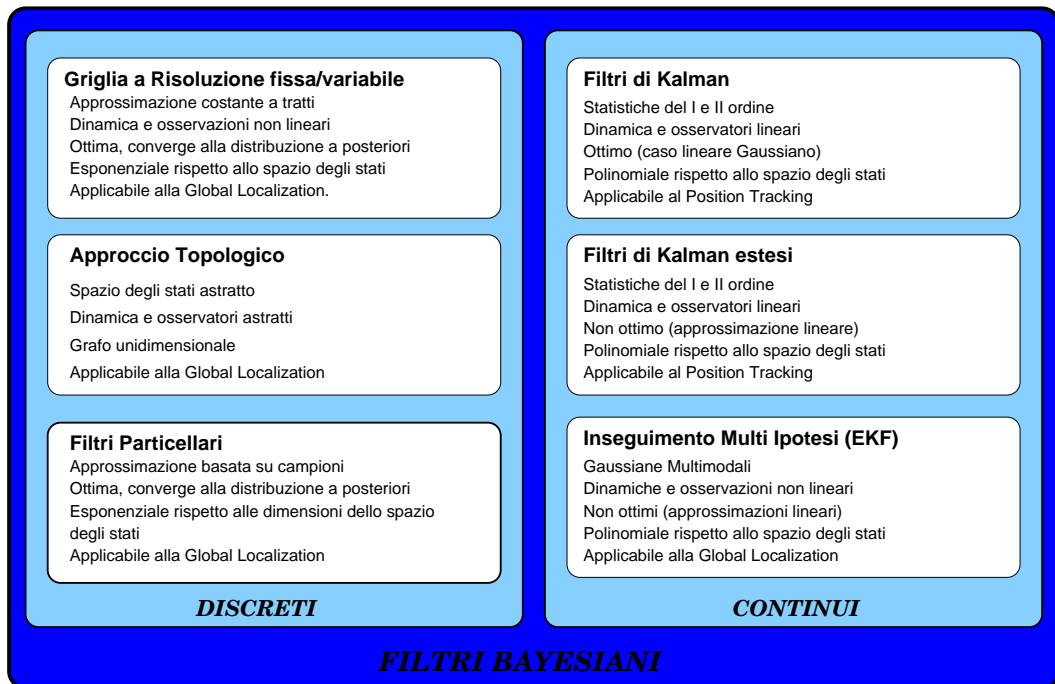 Griglia a Risoluzione fissa/variabile
Approssimazione costante a tratti
Dinamica e osservazioni non lineari
Ottima, converge alla distribuzione a posteriori
Esponenziale rispetto allo spazio degli stati
Applicabile alla Global Localization.
Approccio Topologico
Spazio degli stati astratto
Dinamica e osservatori astratti
Grafo unidimensionale
Applicabile alla Global Localization
Filtri Particellari
Approssimazione basata su campioni
Ottima, converge alla distribuzione a posteriori
Esponenziale rispetto alle dimensioni dello spazio
degli stati
Applicabile alla Global Localization
DISCRETI
Filtri di Kalman
Statistiche del I e II ordine
Dinamica e osservatori lineari
Ottimo (caso lineare Gaussiano)
Polinomiale rispetto allo spazio degli stati
Applicabile al Position Tracking
Filtri di Kalman estesi
Statistiche del I e II ordine
Dinamica e osservatori lineari
Non ottimo (approssimazione lineare)
Polinomiale rispetto allo spazio degli stati
Applicabile al Position Tracking
Inseguimento Multi Ipotesi (EKF)
Gaussiane Multimodali
Dinamiche e osservazioni non lineari
Non ottimi (approssimazioni lineari)
Polinomiale rispetto allo spazio degli stati
Applicabile alla Global Localization
CONTINUI
FILTRI BAYESIANI